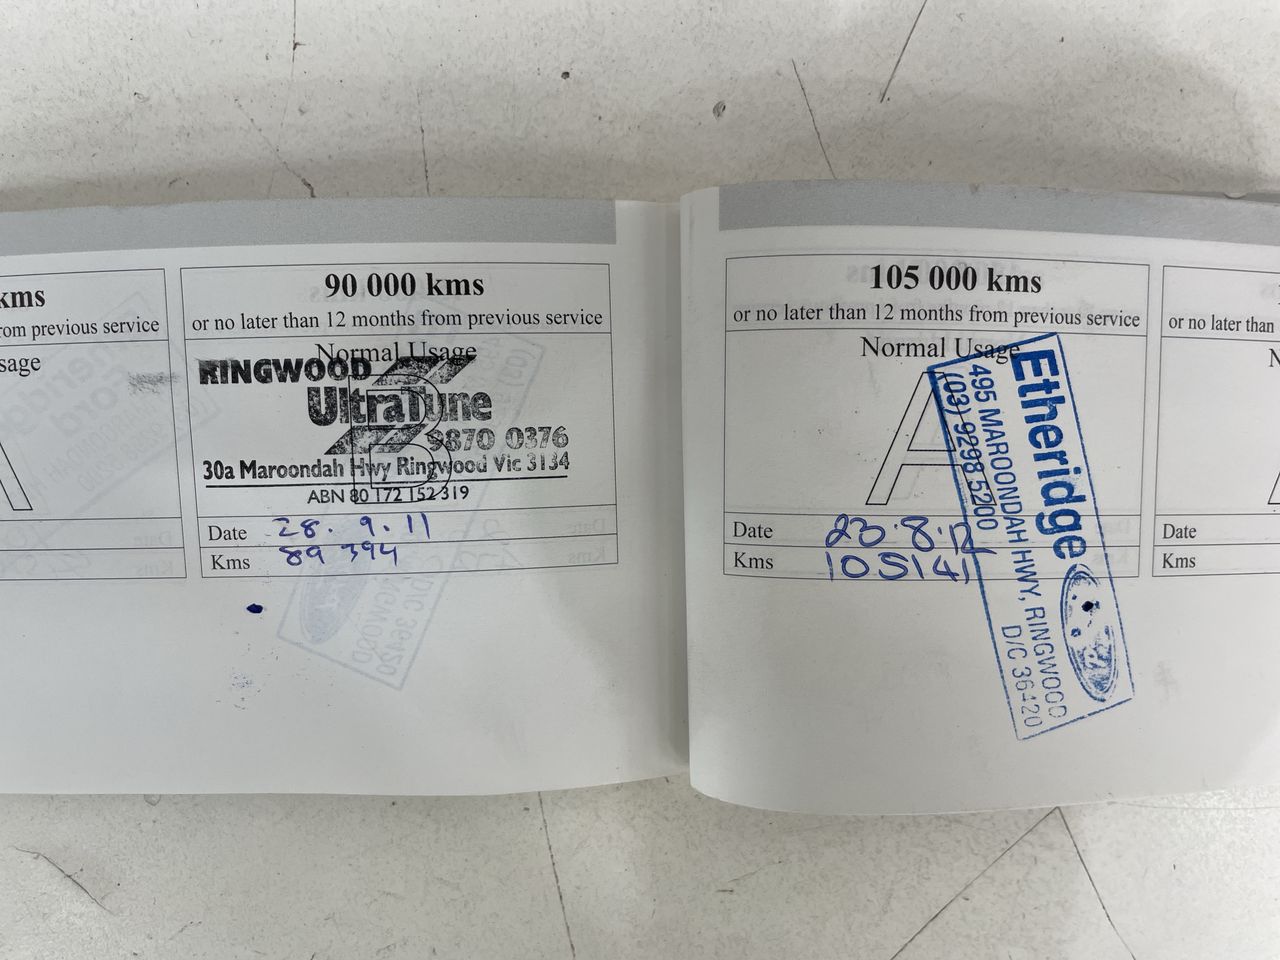 kms
rom previous service
sage
90 000 kms
or no later than 12 months from previous service
Normal Usage
B
RINGWOOD
UltraTune
9870 0376
30a Maroondah Hwy Ringwood Vic 3134
ABN 80 172 152 319
Date 28.9.11
Kms 89 394
105 000 kms
or no later than 12 months from previous service
Normal Usage
A
Etheridge
495 MAROONDAH HWY, RINGWOOD
(03) 9298 5200
D/C 36420
Date 23.8.12
Kms 105141
or no later than
N
Date
Kms